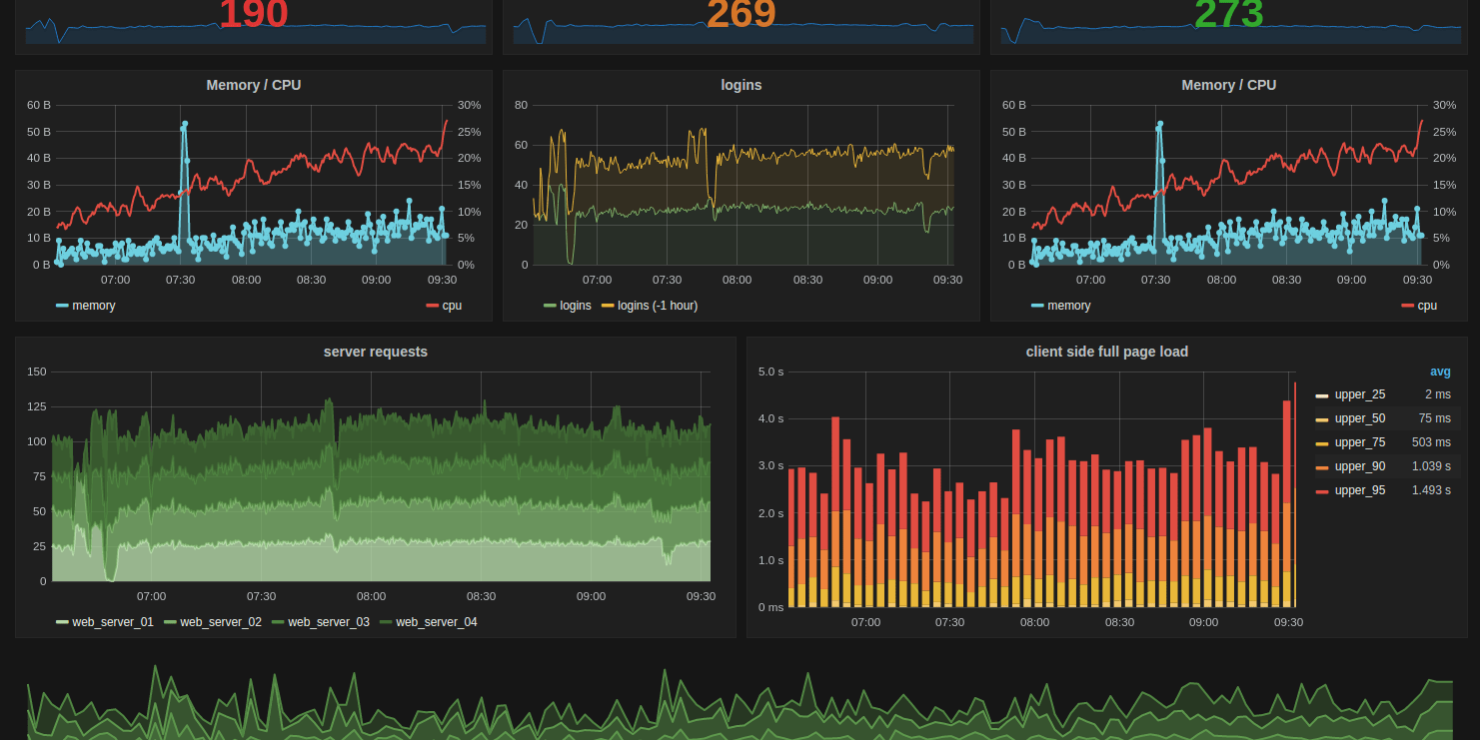 190 269 273
Memory / CPU logins Memory / CPU
60 B 30% 80 60 B 30%
50 B 25% 50 B 25%
40 B 20% 60 40 B 20%
30 B 15% 40 30 B 15%
20 B 10% 20 20 B 10%
10 B 5% 10 B 5%
0 B 0% 0 0 B 0%
07:00 07:30 08:00 08:30 09:00 09:30 07:00 07:30 08:00 08:30 09:00 09:30 07:00 07:30 08:00 08:30 09:00 09:30
memory cpu logins logins (-1 hour) memory cpu
server requests client side full page load
150 5.0 s avg
125 4.0 s upper_25 2 ms
100 3.0 s upper_50 75 ms
75 2.0 s upper_75 503 ms
50 1.0 s upper_90 1.039 s
25 0 ms upper_95 1.493 s
0
07:00 07:30 08:00 08:30 09:00 09:30 07:00 07:30 08:00 08:30 09:00 09:30
web_server_01 web_server_02 web_server_03 web_server_04